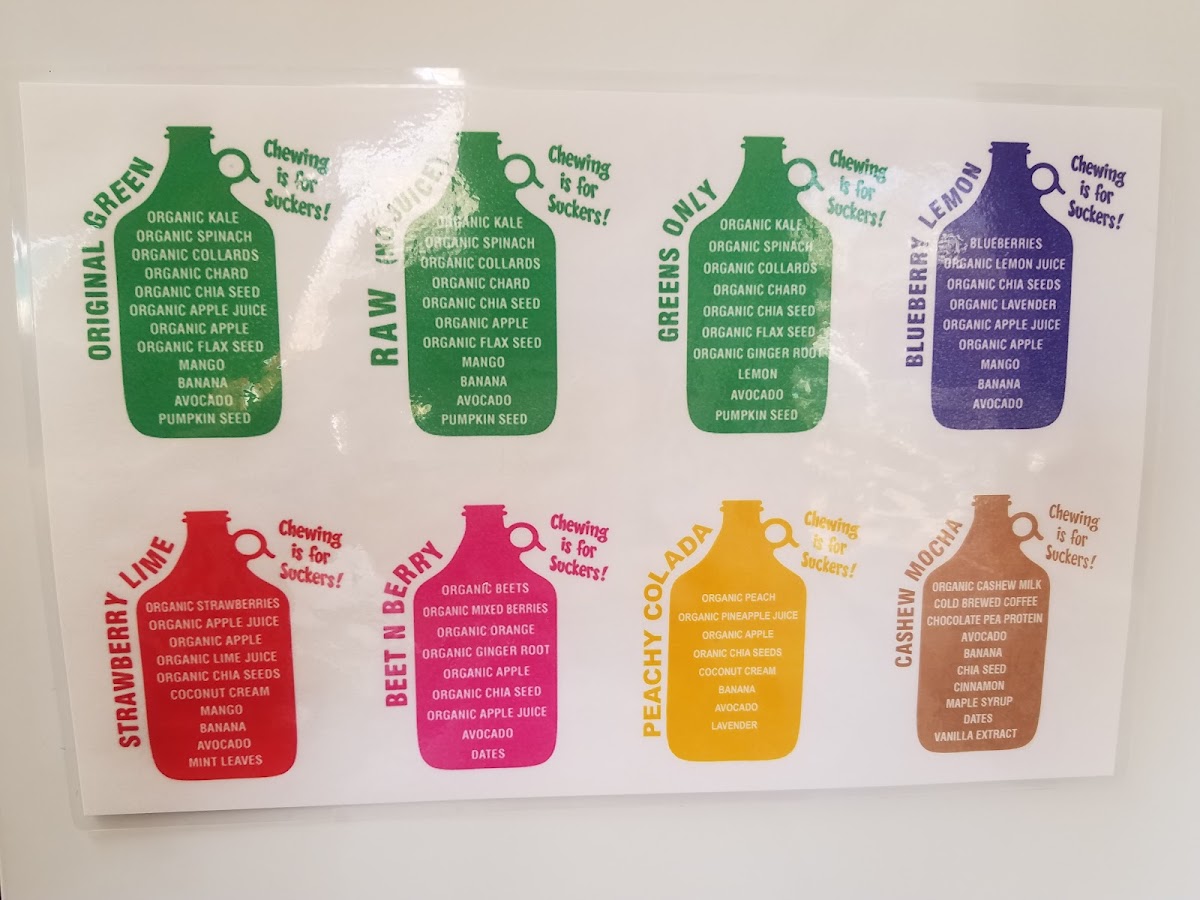 ORIGINAL GREEN
Chewing
is for
Suckers!
ORGANIC KALE
ORGANIC SPINACH
ORGANIC COLLARDS
ORGANIC CHARD
ORGANIC CHIA SEED
ORGANIC APPLE JUICE
ORGANIC APPLE
ORGANIC FLAX SEED
MANGO
BANANA
AVOCADO
PUMPKIN SEED
RAW (NO JUICE)
Chewing
is for
Suckers!
ORGANIC KALE
ORGANIC SPINACH
ORGANIC COLLARDS
ORGANIC CHARD
ORGANIC CHIA SEED
ORGANIC APPLE
ORGANIC FLAX SEED
MANGO
BANANA
AVOCADO
PUMPKIN SEED
GREENS ONLY
Chewing
is for
Suckers!
ORGANIC KALE
ORGANIC SPINACH
ORGANIC COLLARDS
ORGANIC CHARD
ORGANIC CHIA SEED
ORGANIC FLAX SEED
ORGANIC GINGER ROOT
LEMON
AVOCADO
PUMPKIN SEED
BLUEBERRY LEMON
Chewing
is for
Suckers!
BLUEBERRIES
ORGANIC LEMON JUICE
ORGANIC CHIA SEEDS
ORGANIC LAVENDER
ORGANIC APPLE JUICE
ORGANIC APPLE
MANGO
BANANA
AVOCADO
STRAWBERRY LIME
Chewing
is for
Suckers!
ORGANIC STRAWBERRIES
ORGANIC APPLE JUICE
ORGANIC APPLE
ORGANIC LIME JUICE
ORGANIC CHIA SEEDS
COCONUT CREAM
MANGO
BANANA
AVOCADO
MINT LEAVES
BEET N BERRY
Chewing
is for
Suckers!
ORGANIC BEETS
ORGANIC MIXED BERRIES
ORGANIC ORANGE
ORGANIC GINGER ROOT
ORGANIC APPLE
ORGANIC CHIA SEED
ORGANIC APPLE JUICE
AVOCADO
DATES
PEACHY COLADA
Chewing
is for
Suckers!
ORGANIC PEACH
ORGANIC PINEAPPLE JUICE
ORGANIC APPLE
ORANIC CHIA SEEDS
COCONUT CREAM
BANANA
AVOCADO
LAVENDER
CASHEW MOCHA
Chewing
is for
Suckers!
ORGANIC CASHEW MILK
COLD BREWED COFFEE
CHOCOLATE PEA PROTEIN
AVOCADO
BANANA
CHIA SEED
CINNAMON
MAPLE SYRUP
DATES
VANILLA EXTRACT